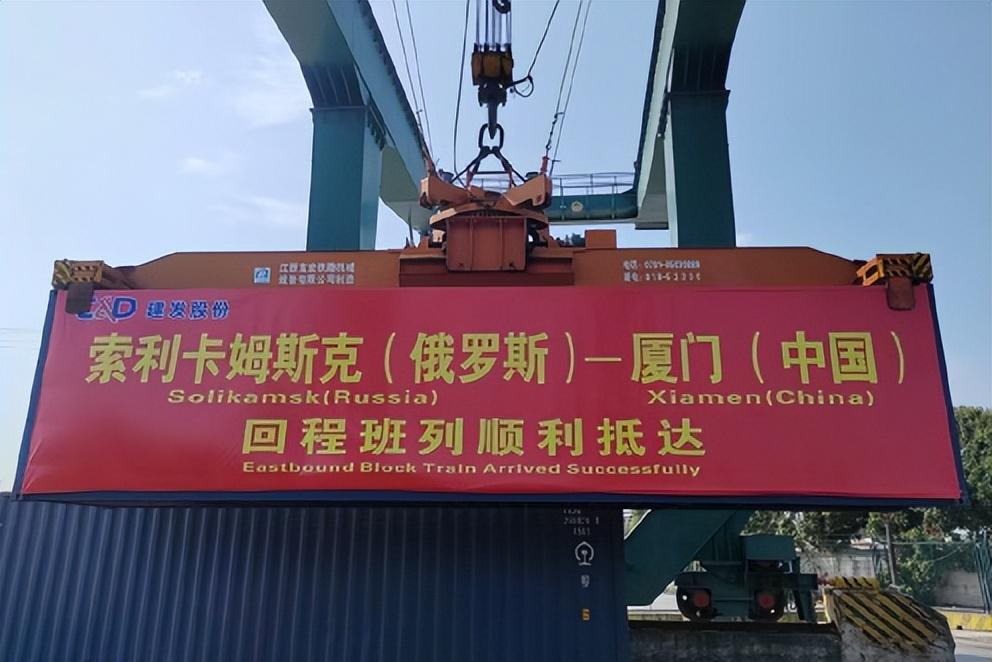 建发股份
索利卡姆斯克（俄罗斯）—厦门（中国）
Solikamsk(Russia) Xiamen(China)
回程班列顺利抵达
Eastbound Block Train Arrived Successfully